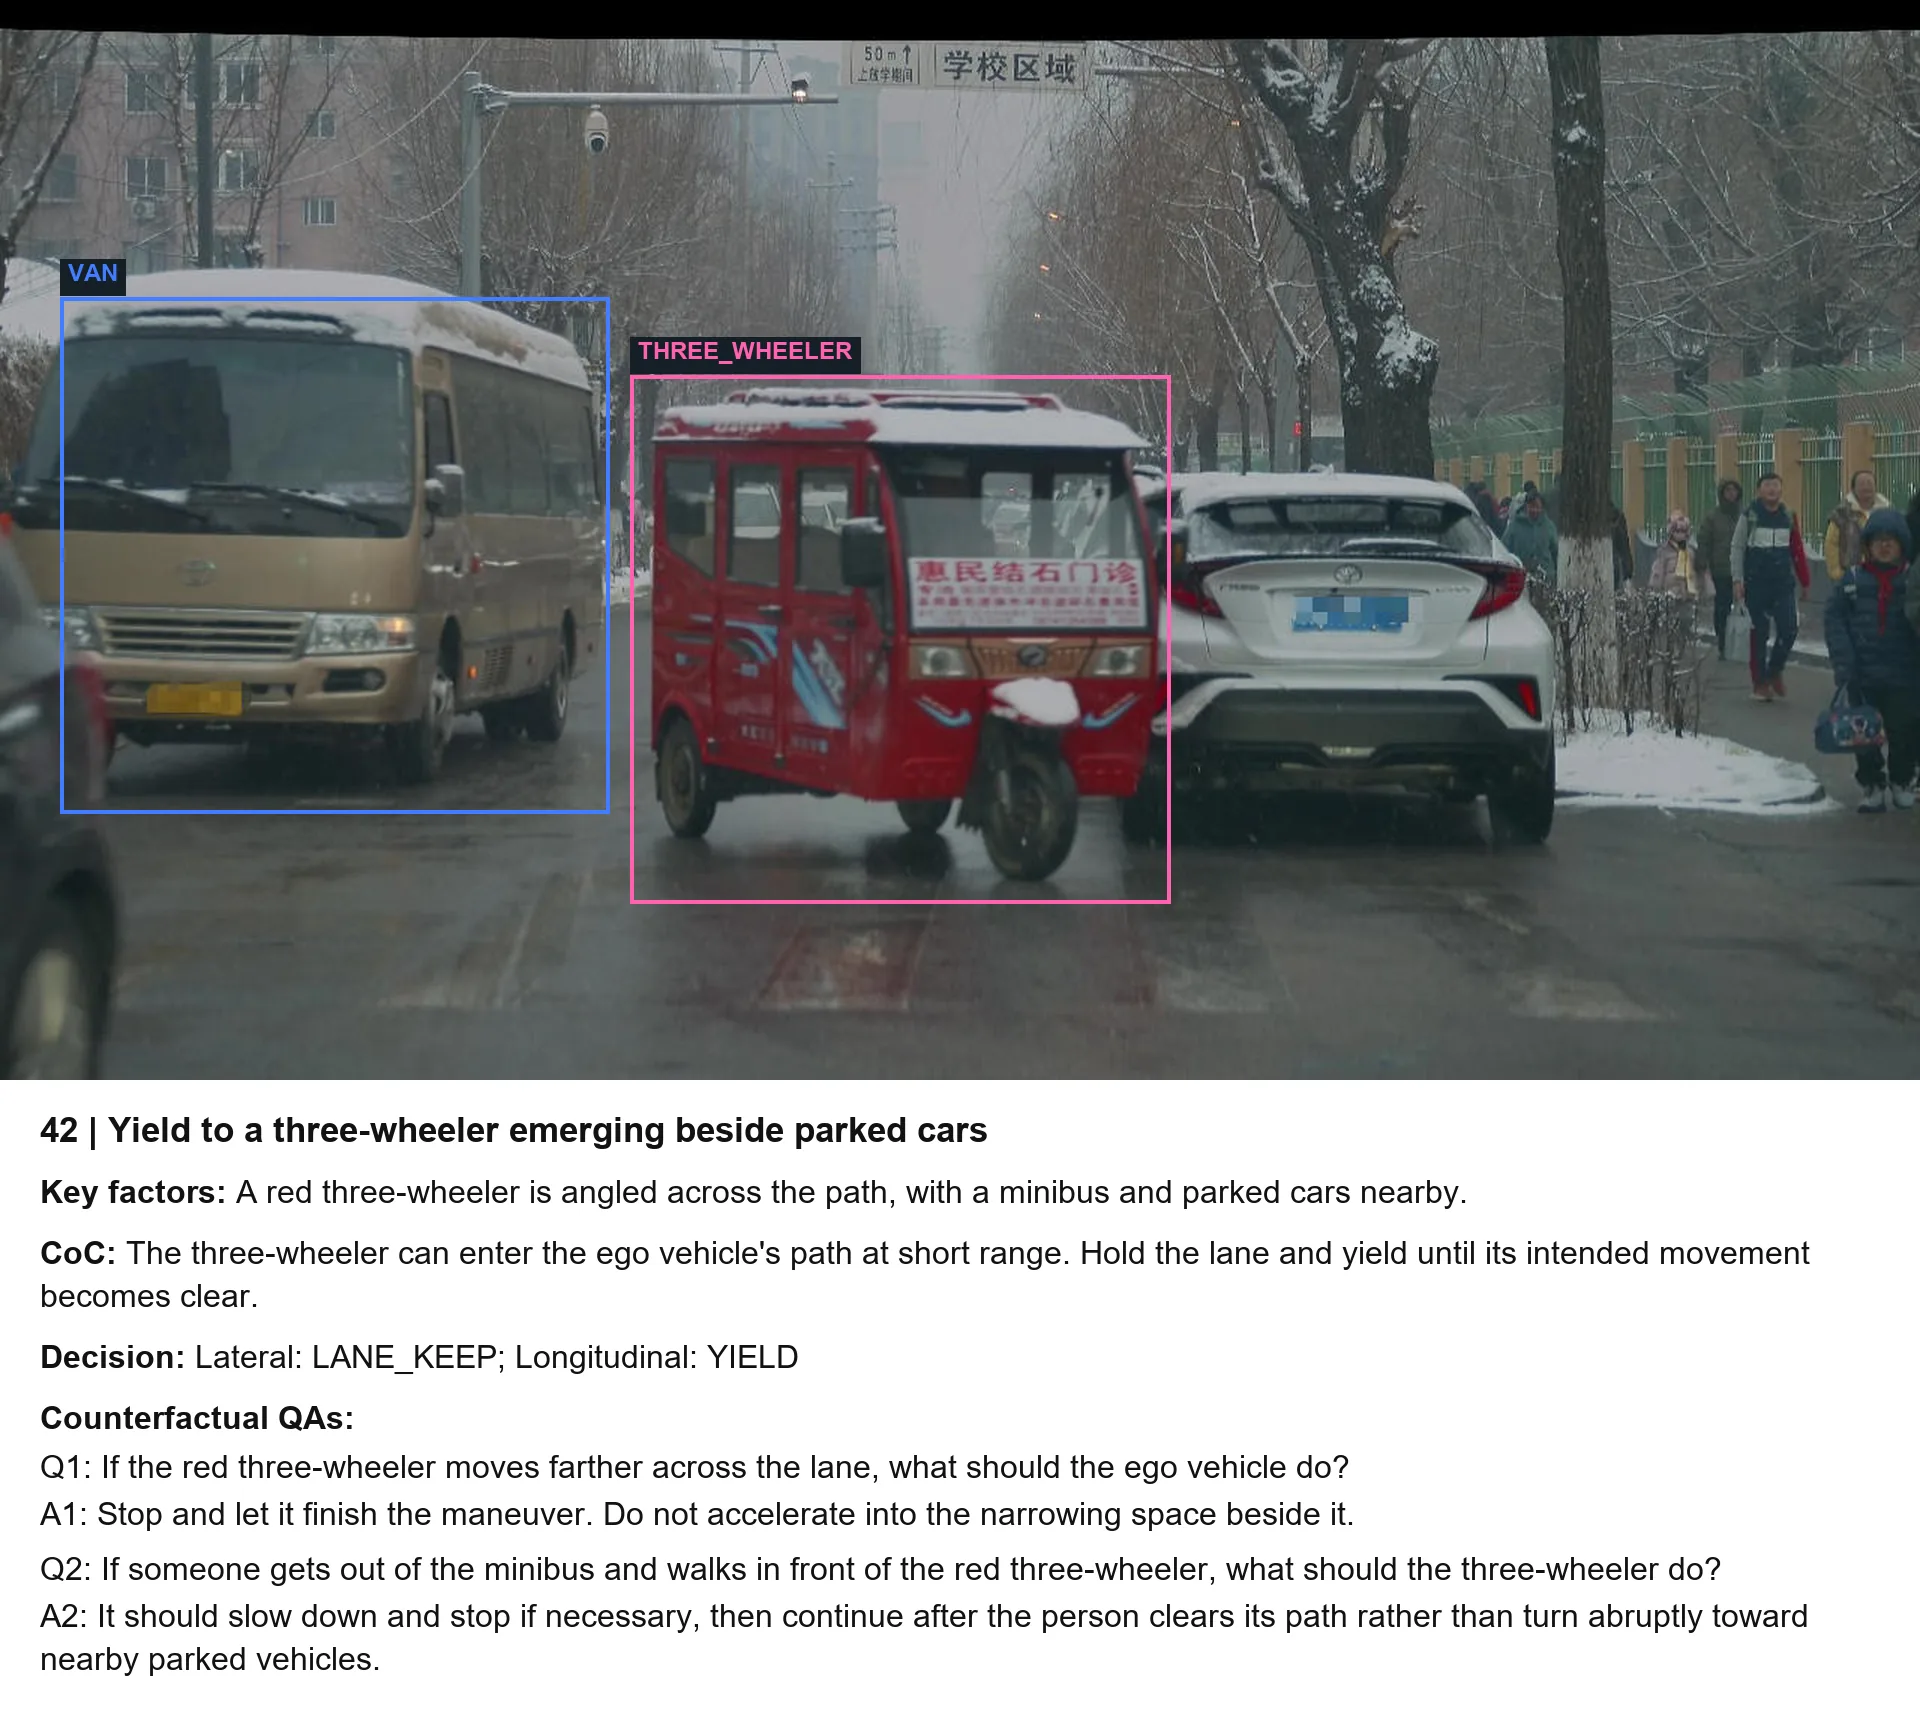 50m↑
上放学期间
学校区域
VAN
THREE_WHEELER
惠民结石门诊
42 | Yield to a three-wheeler emerging beside parked cars
Key factors: A red three-wheeler is angled across the path, with a minibus and parked cars nearby.
CoC: The three-wheeler can enter the ego vehicle's path at short range. Hold the lane and yield until its intended movement
becomes clear.
Decision: Lateral: LANE_KEEP; Longitudinal: YIELD
Counterfactual QAs:
Q1: If the red three-wheeler moves farther across the lane, what should the ego vehicle do?
A1: Stop and let it finish the maneuver. Do not accelerate into the narrowing space beside it.
Q2: If someone gets out of the minibus and walks in front of the red three-wheeler, what should the three-wheeler do?
A2: It should slow down and stop if necessary, then continue after the person clears its path rather than turn abruptly toward
nearby parked vehicles.